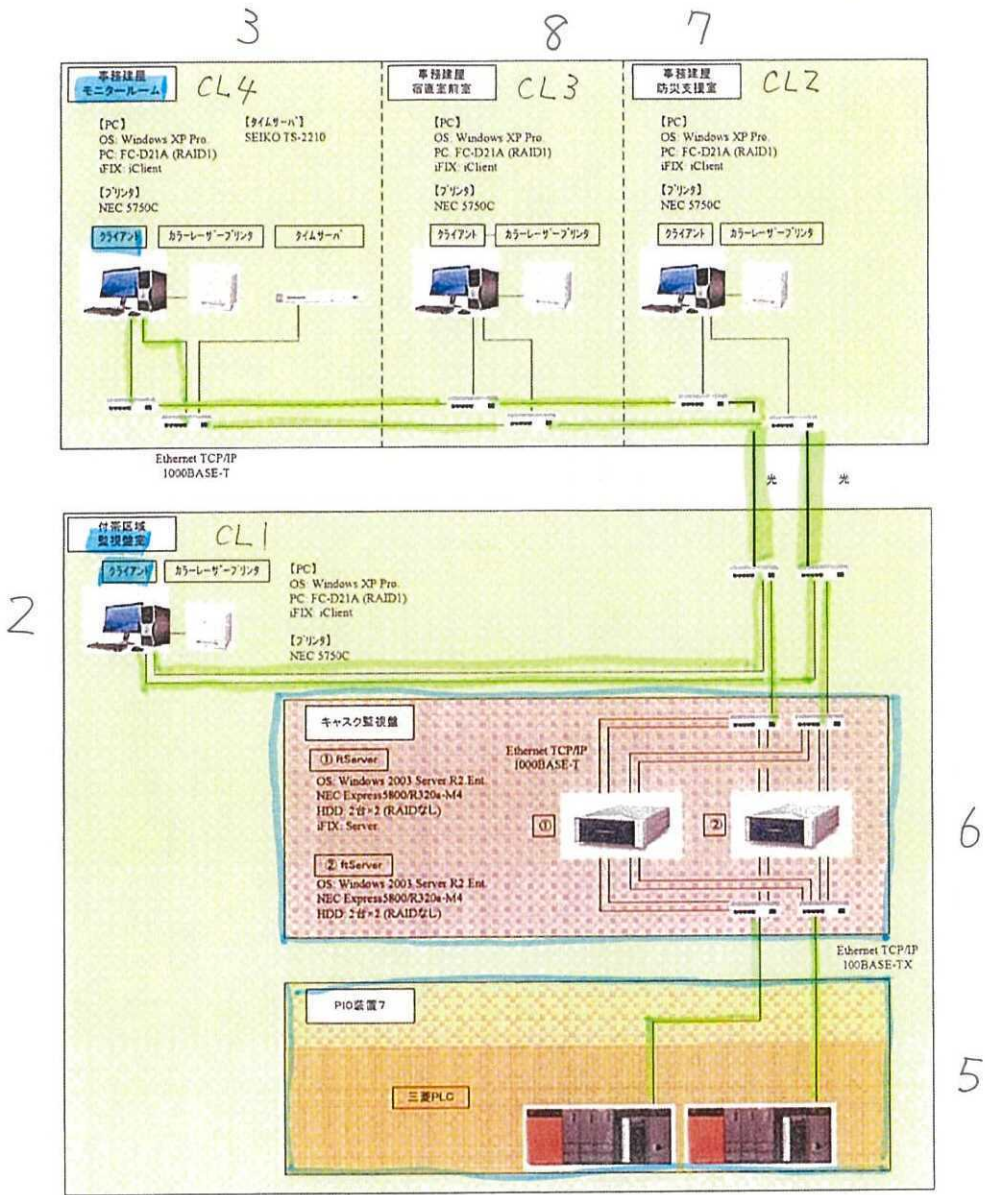 3
8
7
事務建屋
モニタールーム
CL4
【PC】
OS: Windows XP Pro.
PC: FC-D21A (RAID1)
iFIX: iClient
【ﾀｲﾑｻｰﾊﾞ】
SEIKO TS-2210
【ﾌﾟﾘﾝﾀ】
NEC 5750C
クライアント
カラーレーザープリンタ
タイムサーバ
事務建屋
宿直室前室
CL3
【PC】
OS: Windows XP Pro.
PC: FC-D21A (RAID1)
iFIX: iClient
【ﾌﾟﾘﾝﾀ】
NEC 5750C
クライアント
カラーレーザープリンタ
事務建屋
防災支援室
CL2
【PC】
OS: Windows XP Pro.
PC: FC-D21A (RAID1)
iFIX: iClient
【ﾌﾟﾘﾝﾀ】
NEC 5750C
クライアント
カラーレーザープリンタ
Ethernet TCP/IP
1000BASE-T
光
光
2
付帯区域
監視盤室
CL1
クライアント
カラーレーザープリンタ
【PC】
OS: Windows XP Pro.
PC: FC-D21A (RAID1)
iFIX: iClient
【ﾌﾟﾘﾝﾀ】
NEC 5750C
キャスク監視盤
① ftServer
OS: Windows 2003 Server R2 Ent.
NEC Express5800/R320a-M4
HDD: 2台×2 (RAIDなし)
iFIX: Server
② ftServer
OS: Windows 2003 Server R2 Ent.
NEC Express5800/R320a-M4
HDD: 2台×2 (RAIDなし)
Ethernet TCP/IP
1000BASE-T
①
②
6
Ethernet TCP/IP
100BASE-TX
PIO装置7
三菱PLC
5